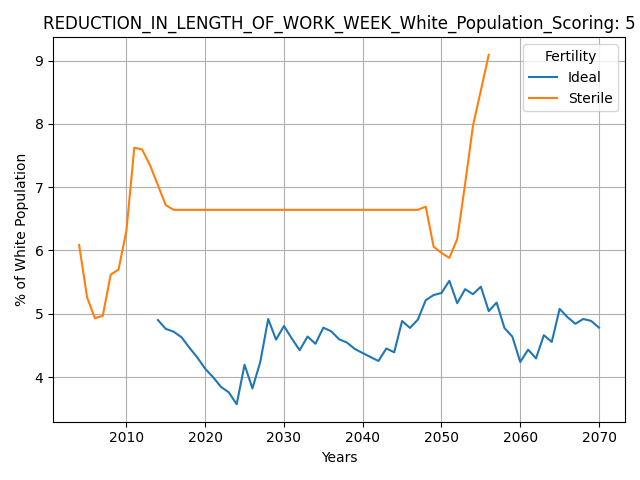 REDUCTION_IN_LENGTH_OF_WORK_WEEK_White_Population_Scoring: 5
Fertility
Ideal
Sterile
% of White Population
9
8
7
6
5
4
2010 2020 2030 2040 2050 2060 2070
Years